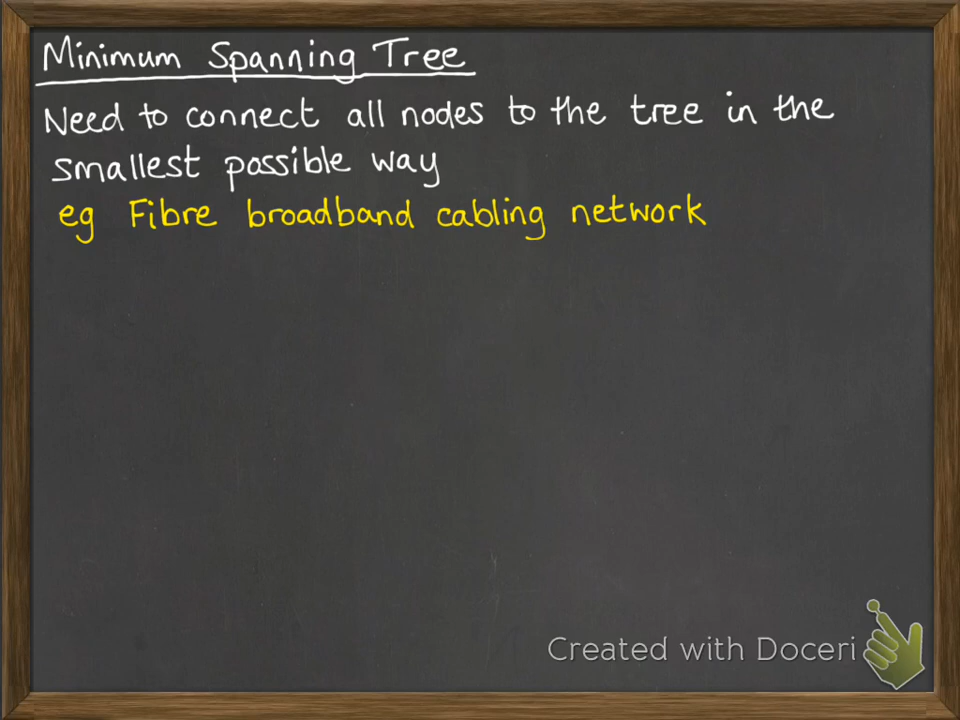 Minimum Spanning Tree
Need to connect all nodes to the tree in the
smallest possible way
eg Fibre broadband cabling network
Created with Doceri